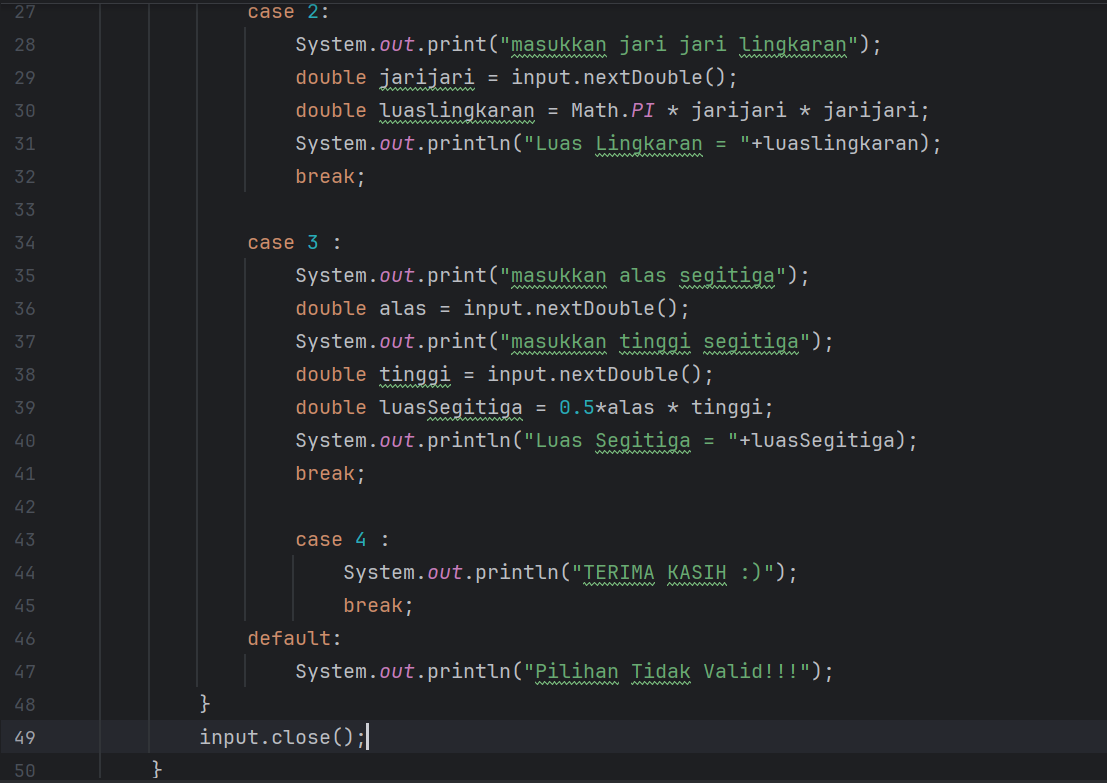 27 case 2:
28 System.out.print("masukkan jari jari lingkaran");
29 double jarijari = input.nextDouble();
30 double luaslingkaran = Math.PI * jarijari * jarijari;
31 System.out.println("Luas Lingkaran = "+luaslingkaran);
32 break;
33
34 case 3 :
35 System.out.print("masukkan alas segitiga");
36 double alas = input.nextDouble();
37 System.out.print("masukkan tinggi segitiga");
38 double tinggi = input.nextDouble();
39 double luasSegitiga = 0.5*alas * tinggi;
40 System.out.println("Luas Segitiga = "+luasSegitiga);
41 break;
42
43 case 4 :
44 System.out.println("TERIMA KASIH :)");
45 break;
46 default:
47 System.out.println("Pilihan Tidak Valid!!!");
48 }
49 input.close();
50 }